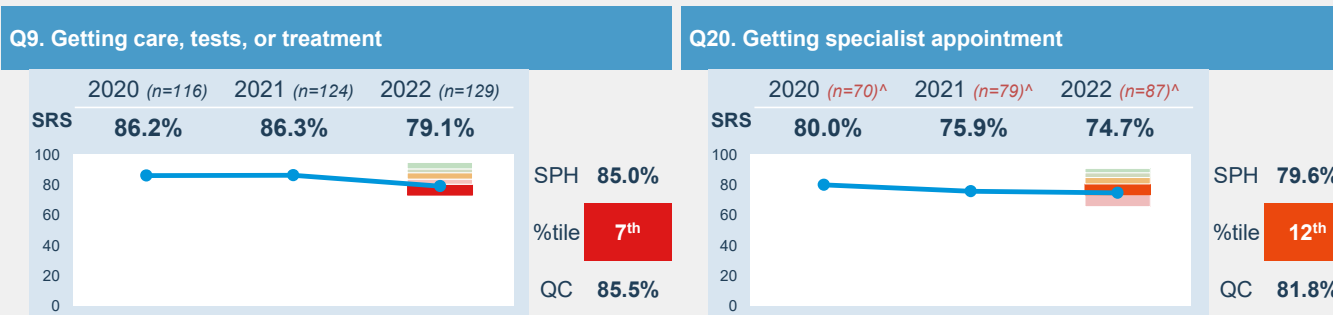 Q9. Getting care, tests, or treatment
2020 (n=116) 2021 (n=124) 2022 (n=129)
SRS 86.2% 86.3% 79.1%
100
80
60
40
20
0
SPH 85.0%
%tile 7th
QC 85.5%
Q20. Getting specialist appointment
2020 (n=70)^ 2021 (n=79)^ 2022 (n=87)^
SRS 80.0% 75.9% 74.7%
100
80
60
40
20
0
SPH 79.6%
%tile 12th
QC 81.8%